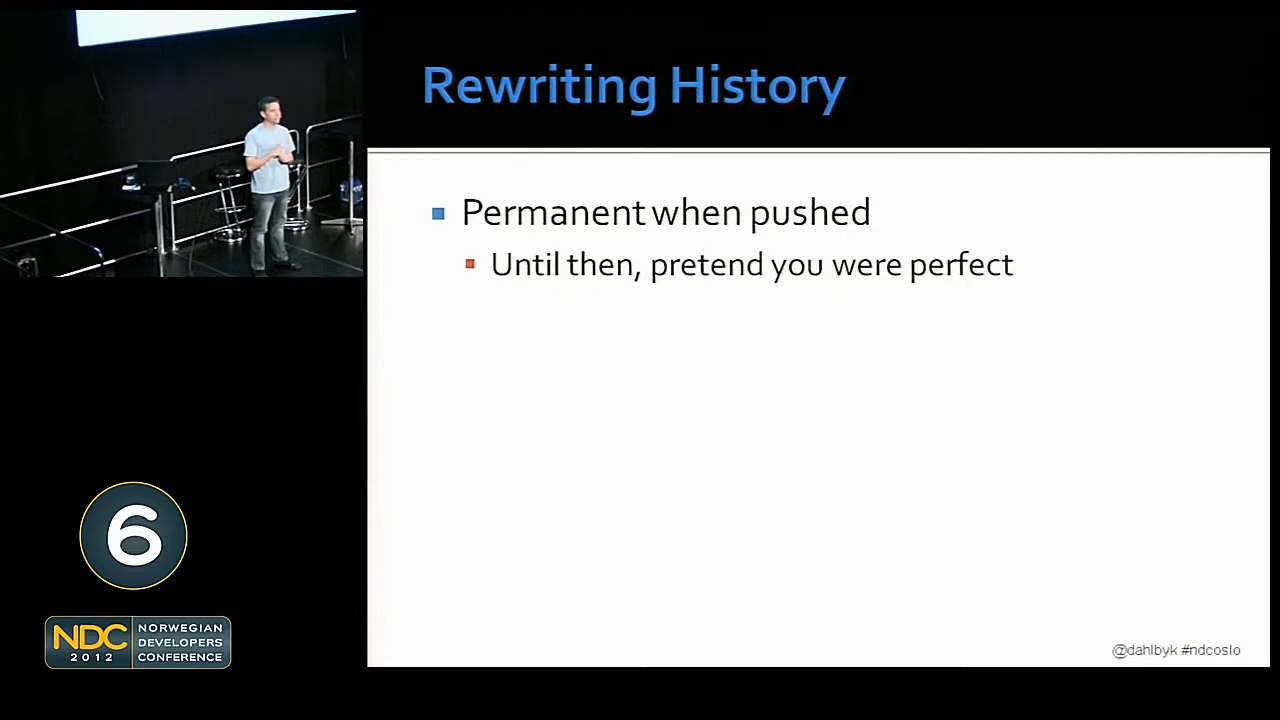 Rewriting History
Permanent when pushed
Until then, pretend you were perfect
6
NDC
2012
NORWEGIAN
DEVELOPERS
CONFERENCE
@dahlbyk #ndcoslo